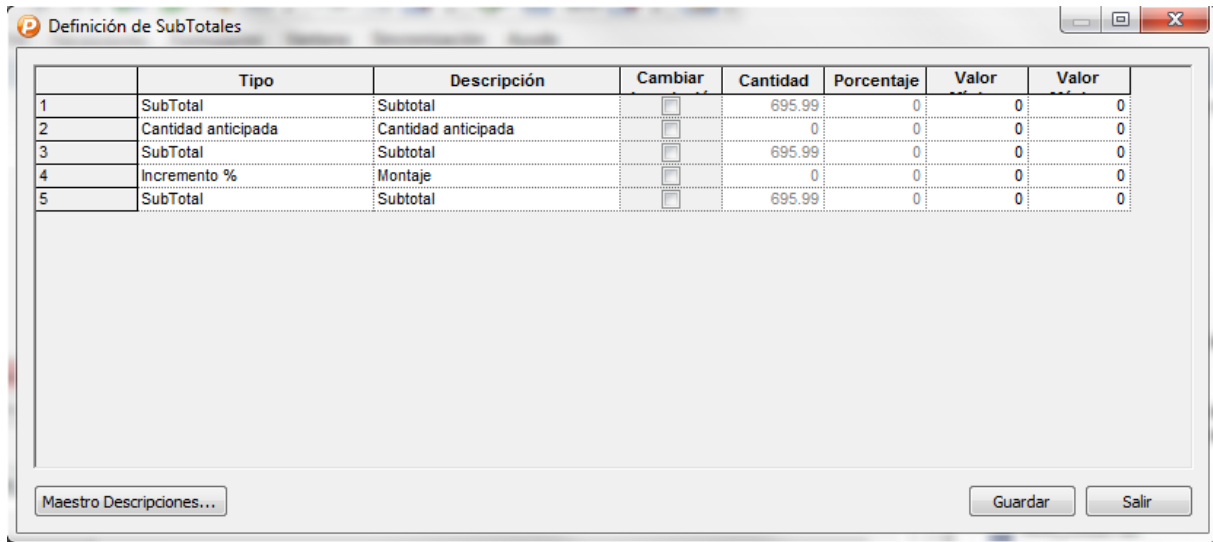 Definición de SubTotales
Tipo Descripción Cambiar Cantidad Porcentaje Valor Valor
1 SubTotal Subtotal 695.99 0 0 0
2 Cantidad anticipada Cantidad anticipada 0 0 0 0
3 SubTotal Subtotal 695.99 0 0 0
4 Incremento % Montaje 0 0 0 0
5 SubTotal Subtotal 695.99 0 0 0
Maestro Descripciones... Guardar Salir